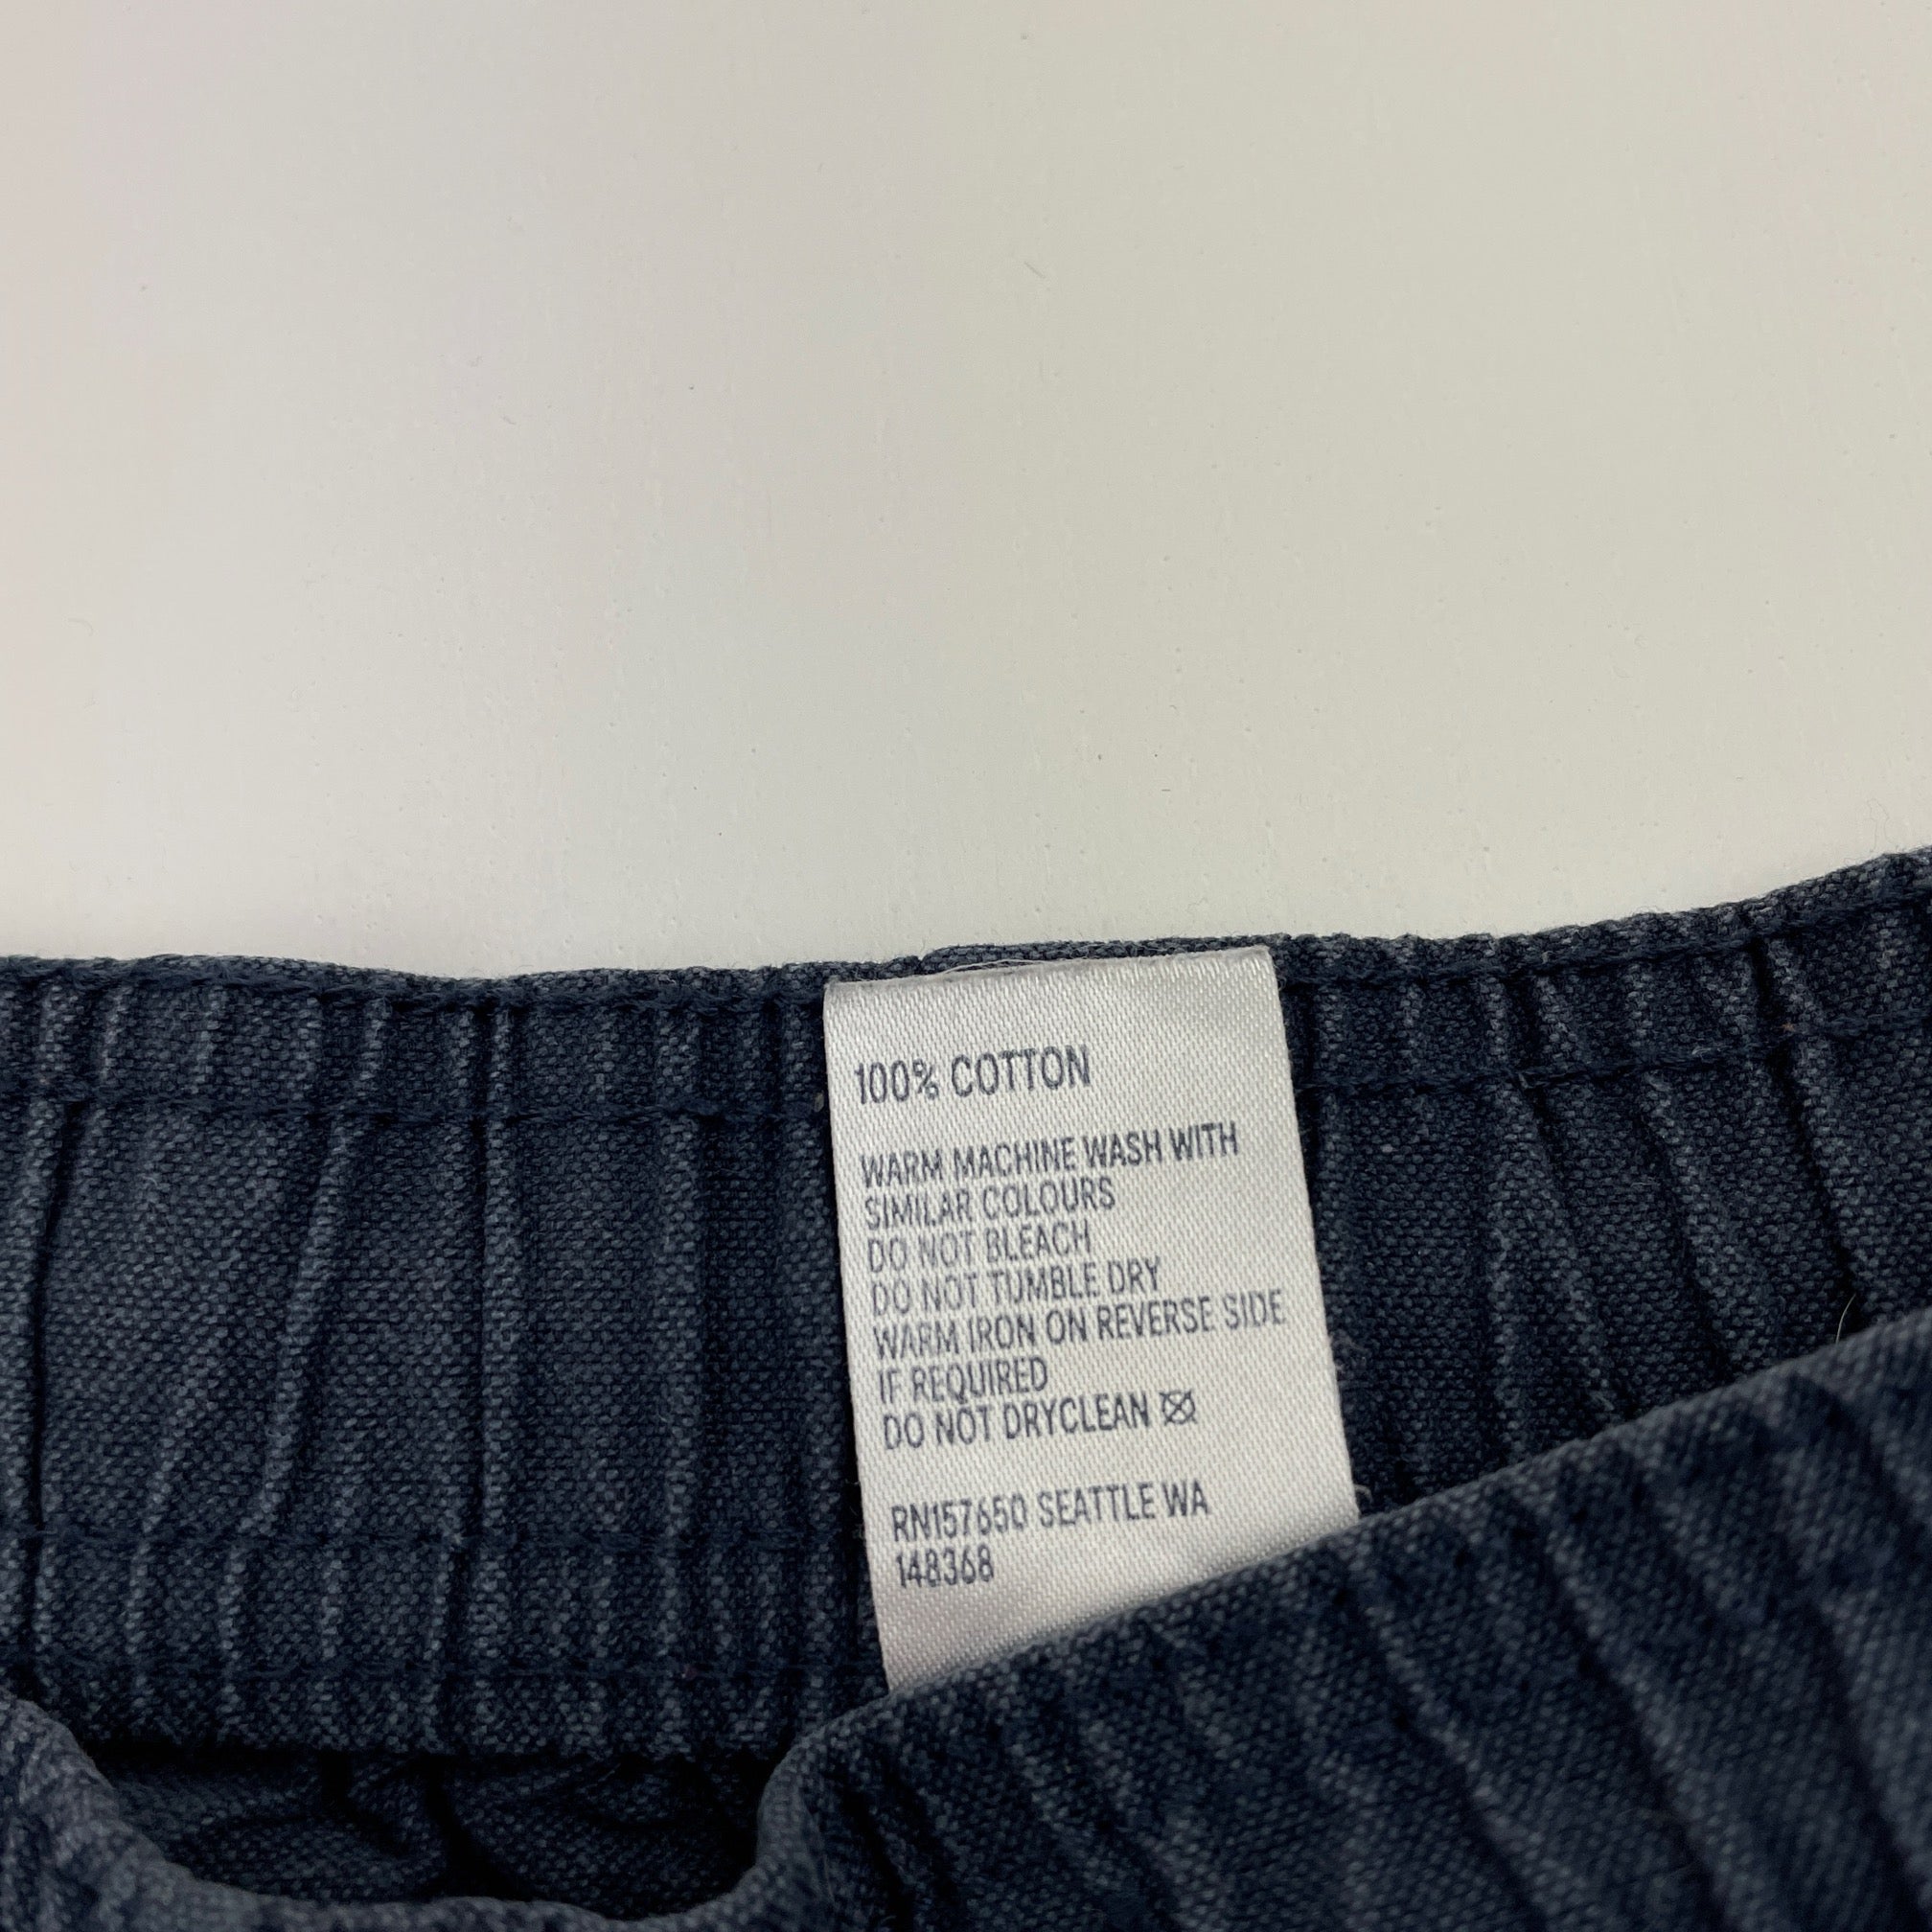 100% COTTON
WARM MACHINE WASH WITH
SIMILAR COLOURS
DO NOT BLEACH
DO NOT TUMBLE DRY
WARM IRON ON REVERSE SIDE
IF REQUIRED
DO NOT DRYCLEAN
RN157650 SEATTLE WA
148368